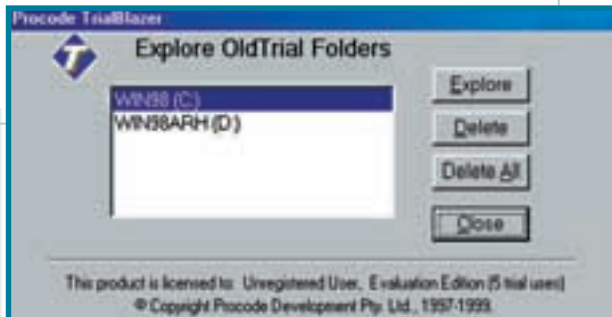 Procode TrialBlazer
Explore OldTrial Folders
WIN98 (C:)
WIN98ARH (D:)
Explore
Delete
Delete All
Close
This product is licensed to: Unregistered User, Evaluation Edition (5 trial uses)
© Copyright Procode Development Pty. Ltd., 1997-1999.